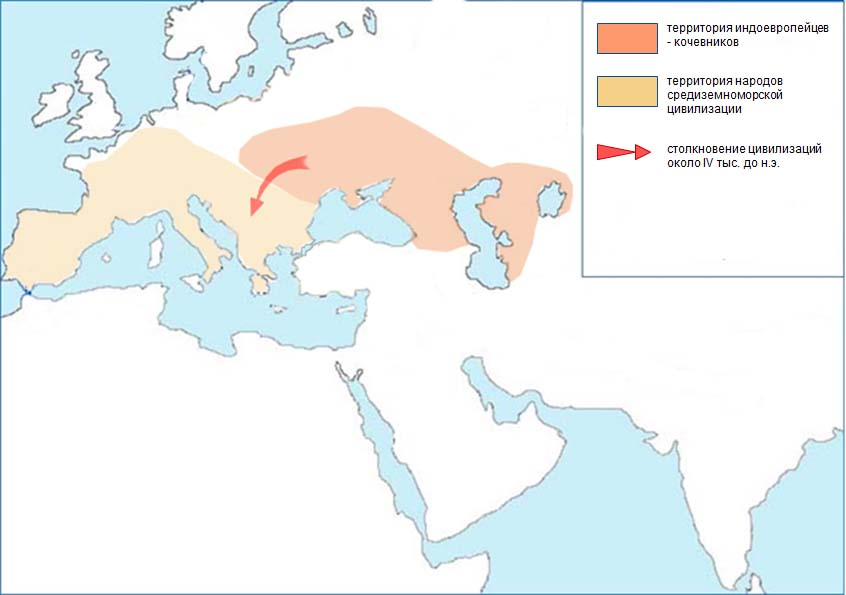 территория индоевропейцев
- кочевников
территория народов
средиземноморской
цивилизации
столкновение цивилизаций
около IV тыс. до н.э.